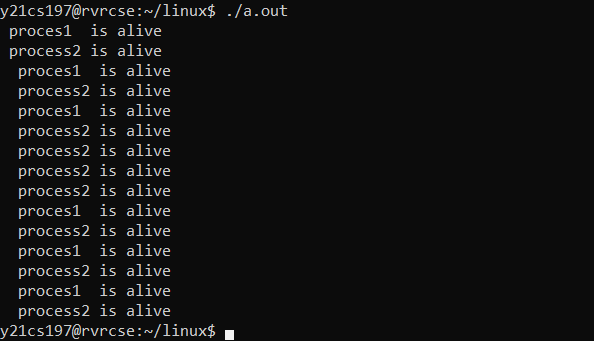 y21cs197@rvrcse:~/linux$ ./a.out
 proces1  is alive
 process2 is alive
  proces1  is alive
  process2 is alive
  proces1  is alive
  process2 is alive
  process2 is alive
  process2 is alive
  process2 is alive
  proces1  is alive
  process2 is alive
  proces1  is alive
  process2 is alive
  proces1  is alive
  process2 is alive
y21cs197@rvrcse:~/linux$